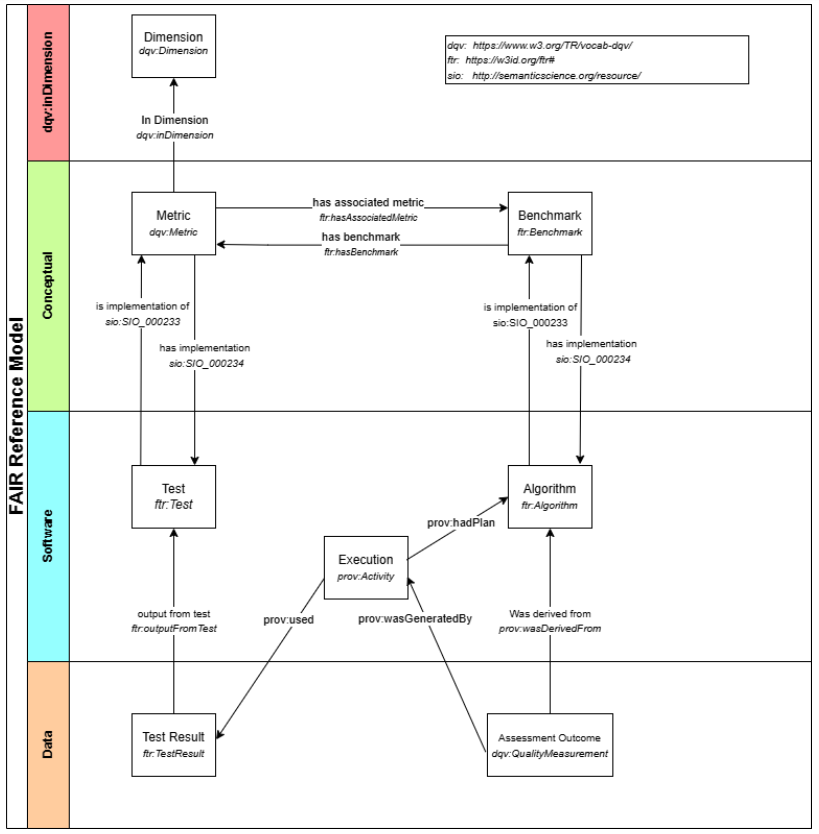 FAIR Reference Model
dqv:inDimension
Dimension
dqv:Dimension
dqv: https://www.w3.org/TR/vocab-dqv/
ftr: https://w3id.org/ftr#
sio: http://semanticscience.org/resource/
In Dimension
dqv:inDimension
Conceptual
Metric
dqv:Metric
has associated metric
ftr:hasAssociatedMetric
has benchmark
ftr:hasBenchmark
Benchmark
ftr:Benchmark
is implementation of
sio:SIO_000233
has implementation
sio:SIO_000234
is implementation of
sio:SIO_000233
has implementation
sio:SIO_000234
Software
Test
ftr:Test
Algorithm
ftr:Algorithm
prov:hadPlan
Execution
prov:Activity
output from test
ftr:outputFromTest
prov:used
prov:wasGeneratedBy
Was derived from
prov:wasDerivedFrom
Data
Test Result
ftr:TestResult
Assessment Outcome
dqv:QualityMeasurement